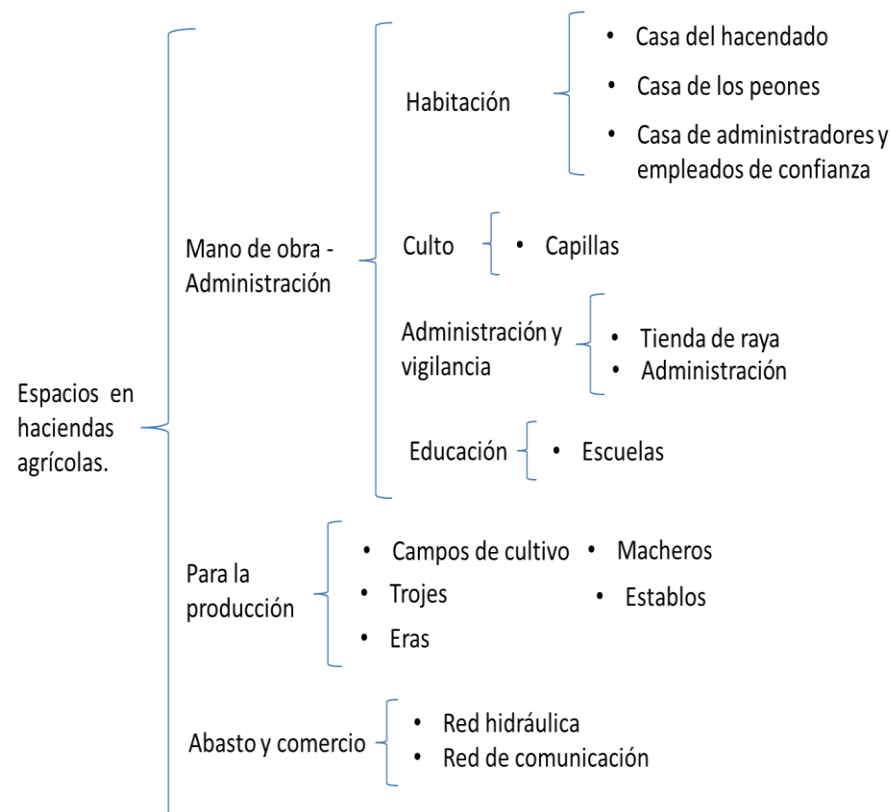 Espacios en
haciendas
agrícolas.
Mano de obra -
Administración
Habitación
• Casa del hacendado
• Casa de los peones
• Casa de administradores y
empleados de confianza
Culto
• Capillas
Administración y
vigilancia
• Tienda de raya
• Administración
Educación
• Escuelas
Para la
producción
• Campos de cultivo
• Trojes
• Eras
• Macheros
• Establos
Abasto y comercio
• Red hidráulica
• Red de comunicación